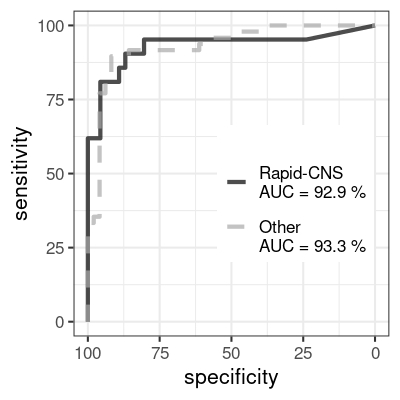 100
75
50
25
0
sensitivity
Rapid-CNS
AUC = 92.9 %
Other
AUC = 93.3 %
100
75
50
25
0
specificity